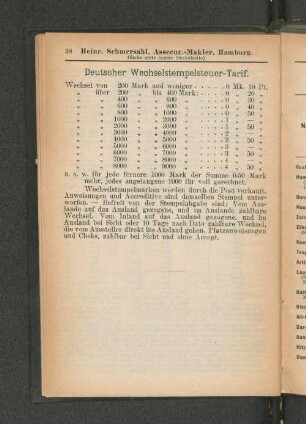 38 Heinr. Schmersahl, Assecur.-Makler, Hamburg.
(Siehe erste innere Deckelseite)
Deutscher Wechselstempelsteuer-Tarif.
Wechsel von 200 Mark und weniger . . . . . 0 Mk. 10 Pf.
„ über 200 „ bis 400 Mark: . . . . 0 „ 20 „
„ „ 400 „ „ 600 „ . . . . 0 „ 30 „
„ „ 600 „ „ 800 „ . . . . 0 „ 40 „
„ „ 800 „ „ 1000 „ . . . . 0 „ 50 „
„ „ 1000 „ „ 2000 „ . . . . 1 „ — „
„ „ 2000 „ „ 3000 „ . . . . 1 „ 50 „
„ „ 3000 „ „ 4000 „ . . . . 2 „ — „
„ „ 4000 „ „ 5000 „ . . . . 2 „ 50 „
„ „ 5000 „ „ 6000 „ . . . . 3 „ — „
„ „ 6000 „ „ 7000 „ . . . . 3 „ 50 „
„ „ 7000 „ „ 8000 „ . . . . 4 „ — „
„ „ 8000 „ „ 9000 „ . . . . 4 „ 50 „
u. s. w. für jede fernere 1000 Mark der Summe 0.50 Mark
mehr, jedes angefangene 1000 für voll gerechnet.
Wechselstempelmarken werden durch die Post verkauft.
Anweisungen und Accreditive sind demselben Stempel unter-
worfen. — Befreit von der Stempelabgabe sind: Vom Aus-
lande auf das Ausland gezogene, und im Auslande zahlbare
Wechsel. Vom Inland auf das Ausland gezogene, und im
Ausland bei Sicht oder 10 Tage nach Dato zahlbare Wechsel,
die vom Aussteller direkt ins Ausland gehen. Platzanweisungen
und Cheks, zahlbar bei Sicht und ohne Accept.